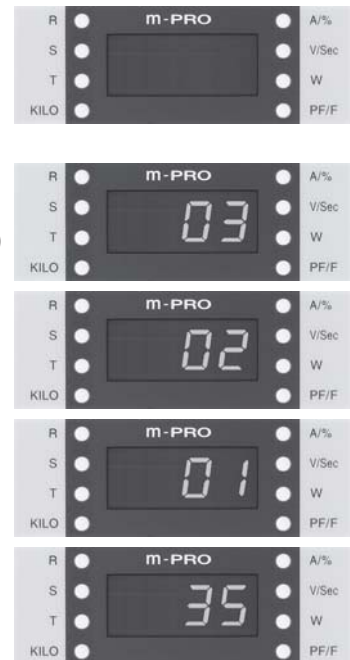 R m-PRO A/%
S V/Sec
T W
KILO PF/F
R m-PRO A/%
S 03 V/Sec
T W
KILO PF/F
R m-PRO A/%
S 02 V/Sec
T W
KILO PF/F
R m-PRO A/%
S 01 V/Sec
T W
KILO PF/F
R m-PRO A/%
S 35 V/Sec
T W
KILO PF/F